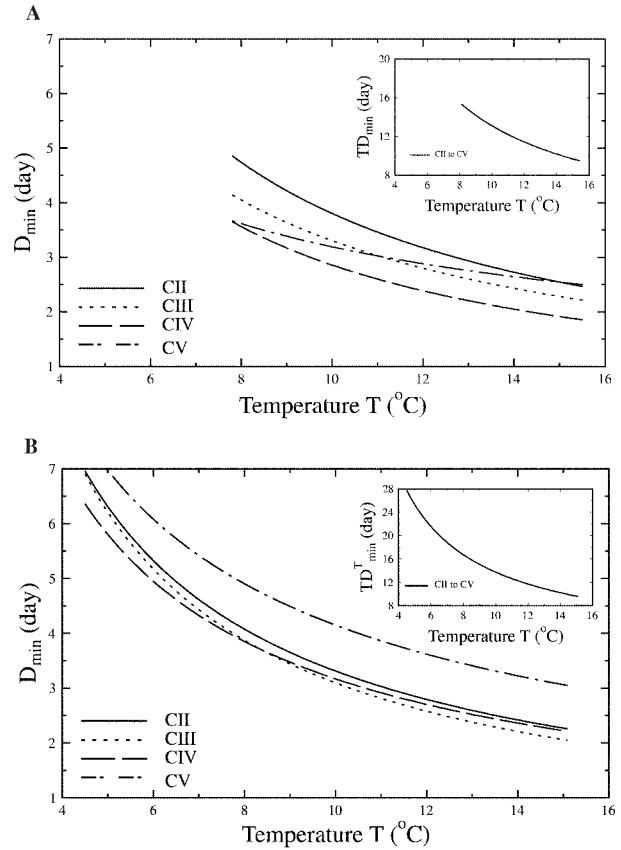 A
7
6
5
4
3
2
1
D_min (day)
4 6 8 10 12 14 16
Temperature T (°C)
CII
CIII
CIV
CV
20
16
12
8
TD_min (day)
CII to CV
4 6 8 10 12 14 16
Temperature T (°C)
B
7
6
5
4
3
2
1
D_min (day)
4 6 8 10 12 14 16
Temperature T (°C)
CII
CIII
CIV
CV
28
24
20
16
12
8
TD^T_min (day)
CII to CV
4 6 8 10 12 14 16
Temperature T (°C)